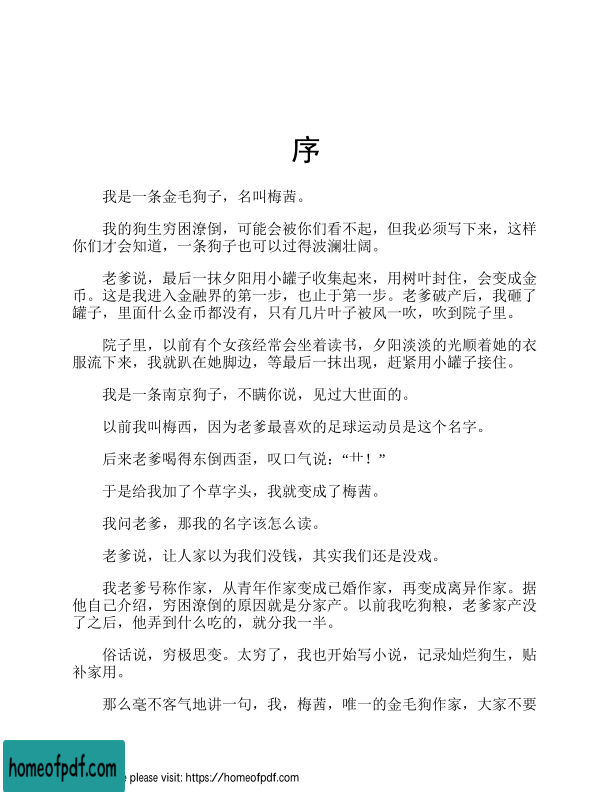 序
我是一条金毛狗子，名叫梅茜。
我的狗生穷困潦倒，可能会被你们看不起，但我必须写下来，这样
你们才会知道，一条狗子也可以过得波澜壮阔。
老爹说，最后一抹夕阳用小罐子收集起来，用树叶封住，会变成金
币。这是我进入金融界的第一步，也止于第一步。老爹破产后，我砸了
罐子，里面什么金币都没有，只有几片叶子被风一吹，吹到院子里。
院子里，以前有个女孩经常会坐着读书，夕阳淡淡的光顺着她的衣
服流下来，我就趴在她脚边，等最后一抹出现，赶紧用小罐子接住。
我是一条南京狗子，不瞒你说，见过大世面的。
以前我叫梅西，因为老爹最喜欢的足球运动员是这个名字。
后来老爹喝得东倒西歪，叹口气说：“艹！”
于是给我加了个草字头，我就变成了梅茜。
我问老爹，那我的名字该怎么读。
老爹说，让人家以为我们没钱，其实我们还是没戏。
我老爹号称作家，从青年作家变成已婚作家，再变成离异作家。据
他自己介绍，穷困潦倒的原因就是分家产。以前我吃狗粮，老爹家产没
了之后，他弄到什么吃的，就分我一半。
俗话说，穷极思变。太穷了，我也开始写小说，记录灿烂狗生，贴
补家用。
那么毫不客气地讲一句，我，梅茜，唯一的金毛狗作家，大家不要
homeofpdf.com
e please visit: https://homeofpdf.com